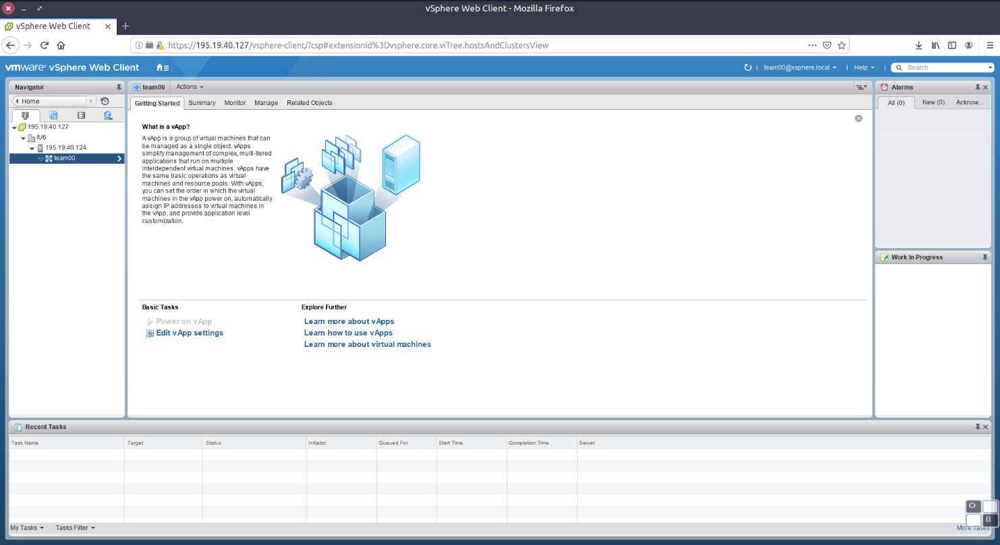 vSphere Web Client - Mozilla Firefox
vSphere Web Client
https://195.19.40.127/vsphere-client/?csp#extensionId%3Dvsphere.core.viTree.hostsAndClustersView
vmware® vSphere Web Client
team00@vsphere.local
Help
Search
Navigator
Home
195.19.40.127
IU6
195.19.40.124
team00
team00 Actions
Getting Started Summary Monitor Manage Related Objects
What is a vApp?
A vApp is a group of virtual machines that can
be managed as a single object. vApps
simplify management of complex, multi-tiered
applications that run on multiple
interdependent virtual machines. vApps have
the same basic operations as virtual
machines and resource pools. With vApps,
you can set the order in which the virtual
machines in the vApp power on, automatically
assign IP addresses to virtual machines in
the vApp, and provide application level
customization.
Basic Tasks
Power on vApp
Edit vApp settings
Explore Further
Learn more about vApps
Learn how to use vApps
Learn more about virtual machines
Alarms
All (0) New (0) Acknow...
Work In Progress
Recent Tasks
Task Name Target Status Initiator Queued For Start Time Completion Time Server
My Tasks Tasks Filter
More Tasks
O
B